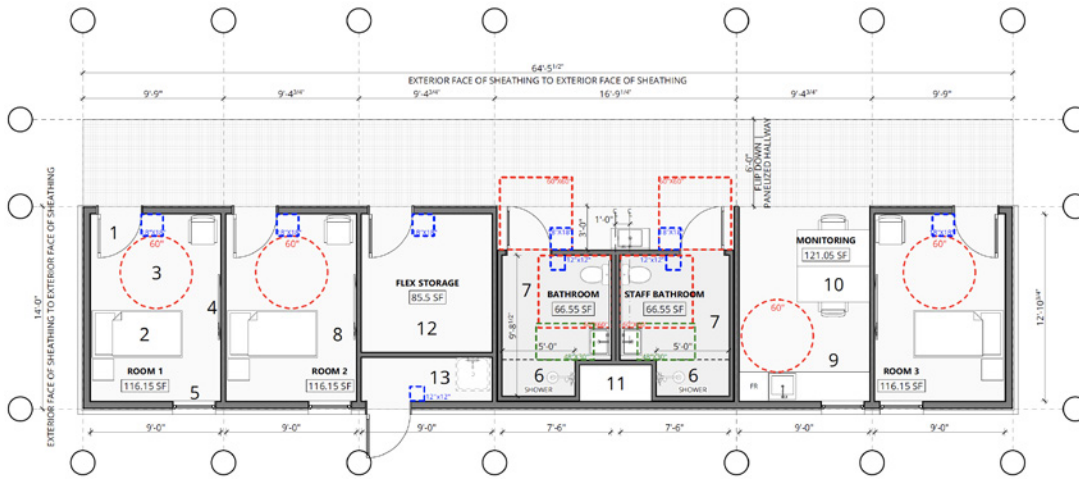 64'-5 1/2"
EXTERIOR FACE OF SHEATHING TO EXTERIOR FACE OF SHEATHING
9'-9" 9'-4 3/4" 9'-4 3/4" 16'-9 1/4" 9'-4 3/4" 9'-9"
6'-0"
FLIP DOWN |
PANELIZED HALLWAY
EXTERIOR FACE OF SHEATHING TO EXTERIOR FACE OF SHEATHING
14'-0"
60"X60" 60"X60"
3'-0" 1'-0"
1
60" 60" 60" 60"
3
MONITORING
121.05 SF
12"x12" 12"x12"
7 7
BATHROOM
66.55 SF
STAFF BATHROOM
66.55 SF
FLEX STORAGE
85.5 SF
10
4
2
8
12
9
9'-8 1/2"
12'-10 3/4"
5'-0" 5'-0"
ROOM 1
116.15 SF
5
ROOM 2
116.15 SF
13
12"x12"
6
SHOWER
11
6
SHOWER
FR
ROOM 3
116.15 SF
9'-0" 9'-0" 9'-0" 7'-6" 7'-6" 9'-0" 9'-0"